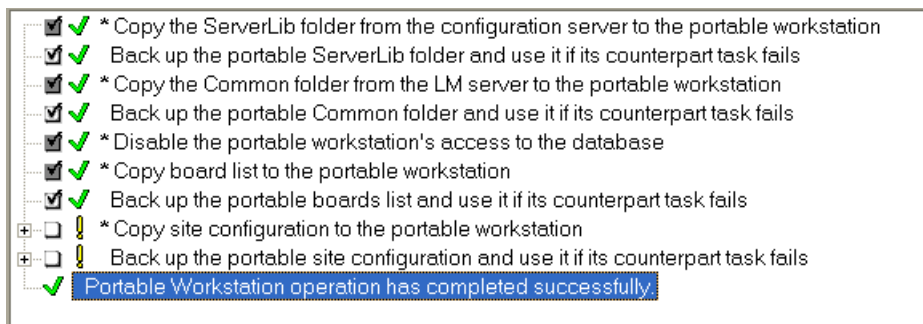 * Copy the ServerLib folder from the configuration server to the portable workstation
Back up the portable ServerLib folder and use it if its counterpart task fails
* Copy the Common folder from the LM server to the portable workstation
Back up the portable Common folder and use it if its counterpart task fails
* Disable the portable workstation's access to the database
* Copy board list to the portable workstation
Back up the portable boards list and use it if its counterpart task fails
* Copy site configuration to the portable workstation
Back up the portable site configuration and use it if its counterpart task fails
Portable Workstation operation has completed successfully.